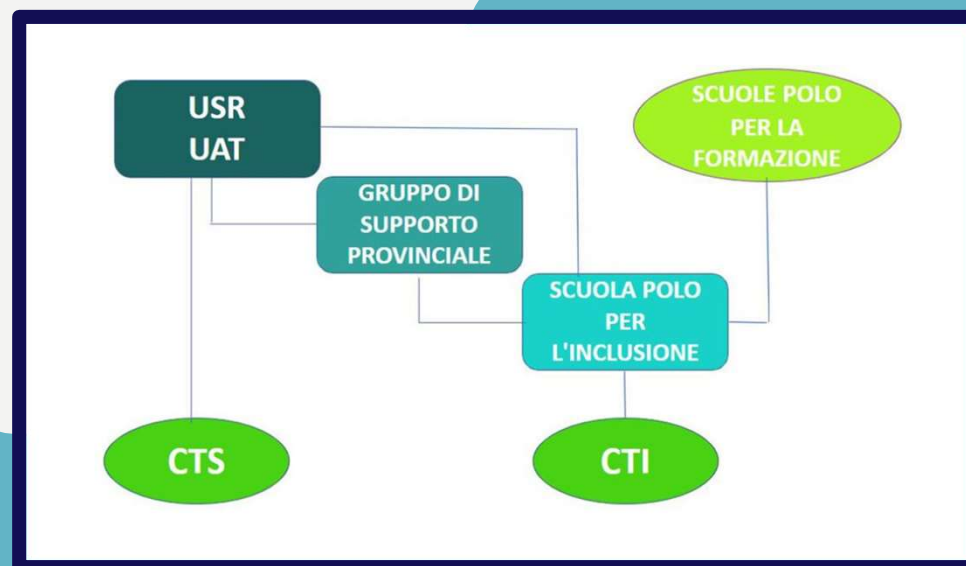 USR
UAT
SCUOLE POLO
PER LA
FORMAZIONE
GRUPPO DI
SUPPORTO
PROVINCIALE
SCUOLA POLO
PER
L'INCLUSIONE
CTS
CTI